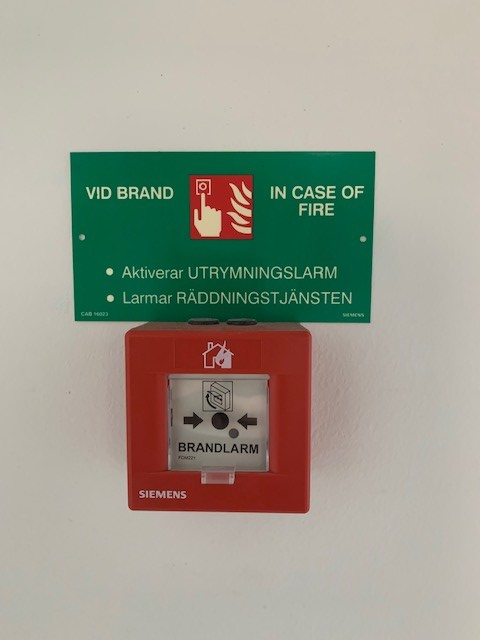 VID BRAND
IN CASE OF
FIRE
• Aktiverar UTRYMNINGSLARM
• Larmar RÄDDNINGSTJÄNSTEN
SIEMENS
BRANDLARM
SIEMENS